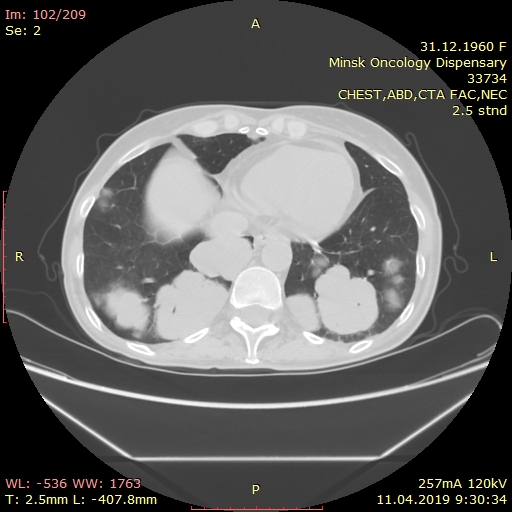 Im: 102/209
Se: 2
A
31.12.1960 F
Minsk Oncology Dispensary
33734
CHEST,ABD,CTA FAC,NEC
2.5 stnd
R
L
WL: -536 WW: 1763
T: 2.5mm L: -407.8mm
P
257mA 120kV
11.04.2019 9:30:34